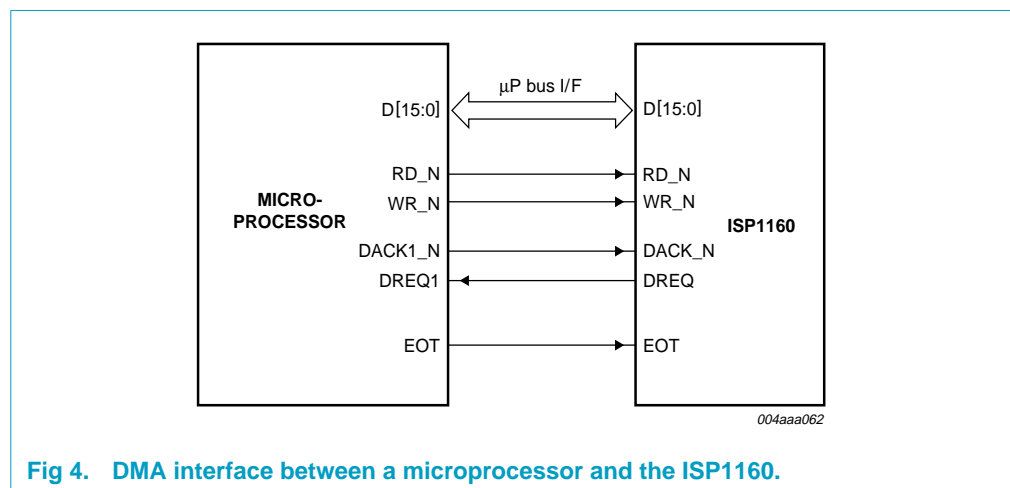 µP bus I/F
D[15:0] D[15:0]
RD_N RD_N
MICRO-
PROCESSOR
WR_N WR_N
ISP1160
DACK1_N DACK_N
DREQ1 DREQ
EOT EOT
004aaa062
Fig 4. DMA interface between a microprocessor and the ISP1160.